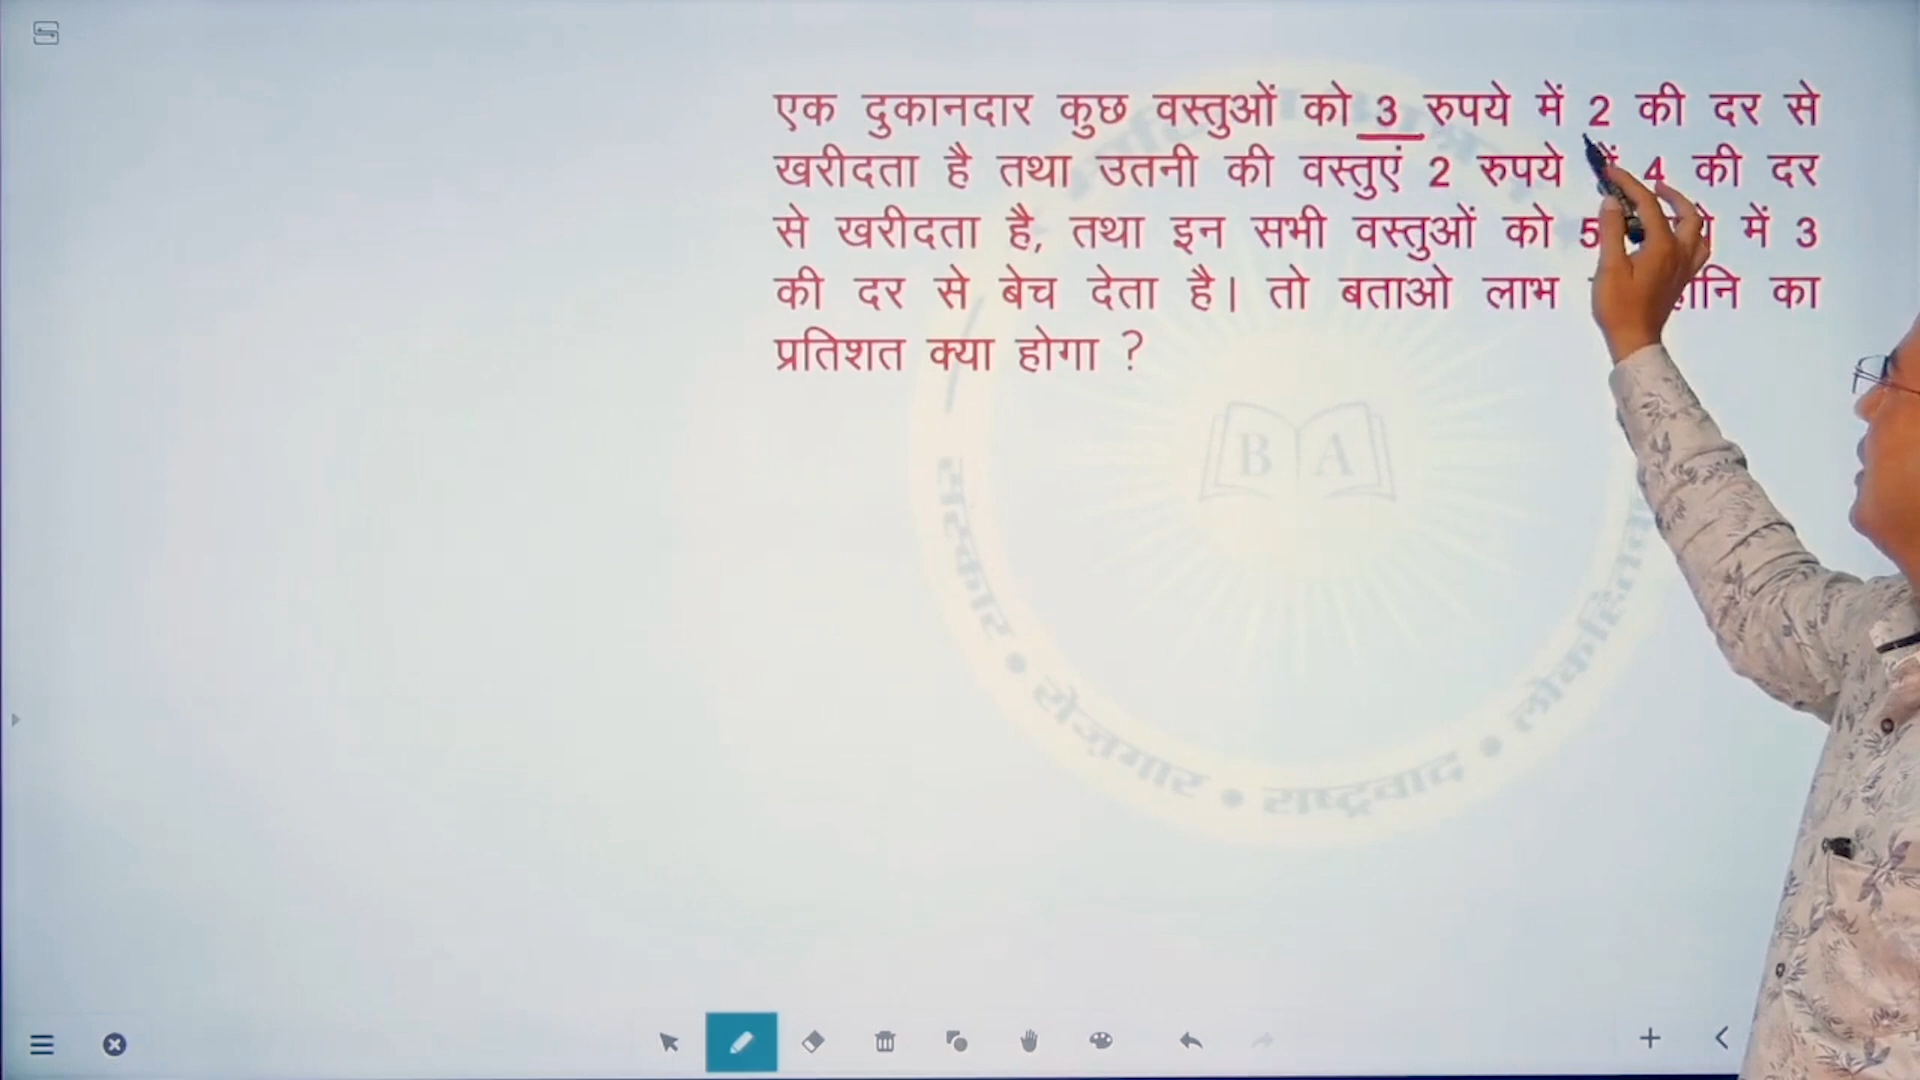 एक दुकानदार कुछ वस्तुओं को 3 रुपये में 2 की दर से
खरीदता है तथा उतनी की वस्तुएं 2 रुपये में 4 की दर
से खरीदता है, तथा इन सभी वस्तुओं को 5 में 3
की दर से बेच देता है। तो बताओ लाभ हानि का
प्रतिशत क्या होगा ?
B A
संस्कार • रोज़गार • राष्ट्रवाद •